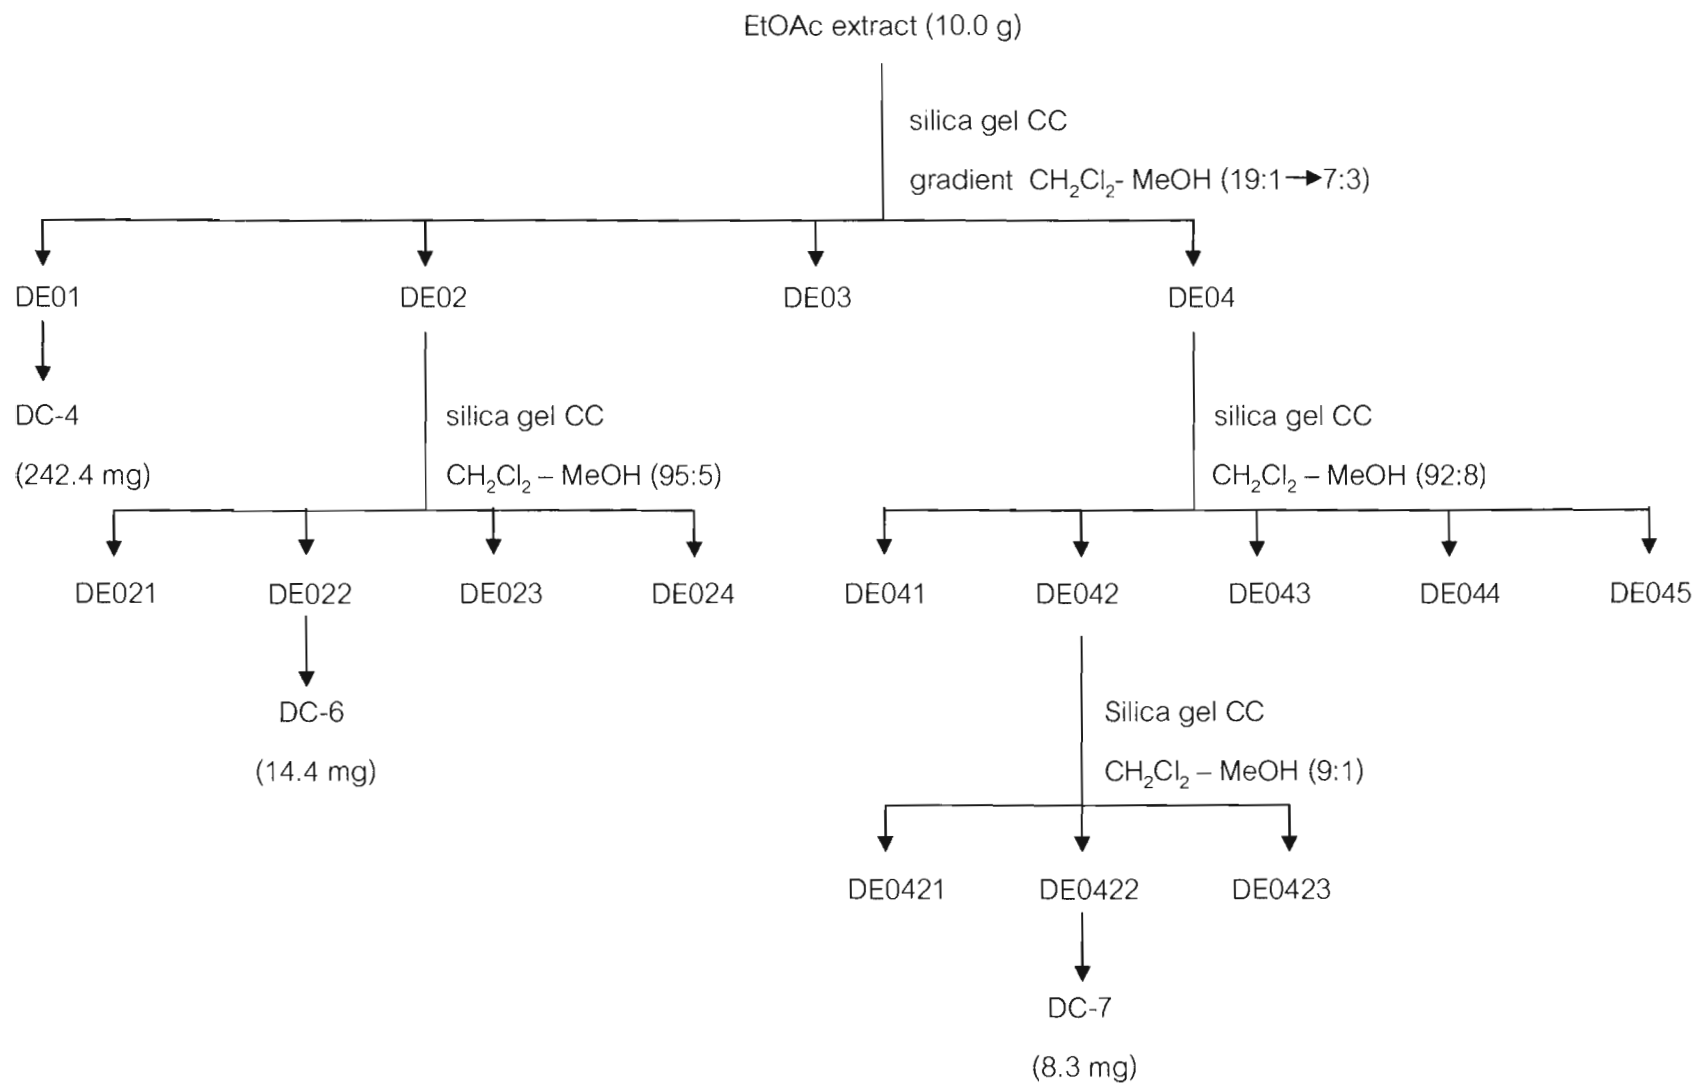 EtOAc extract (10.0 g)
silica gel CC
gradient CH₂Cl₂- MeOH (19:1→7:3)
DE01 DE02 DE03 DE04
DC-4 silica gel CC silica gel CC
(242.4 mg) CH₂Cl₂ – MeOH (95:5) CH₂Cl₂ – MeOH (92:8)
DE021 DE022 DE023 DE024 DE041 DE042 DE043 DE044 DE045
DC-6 Silica gel CC
(14.4 mg) CH₂Cl₂ – MeOH (9:1)
DE0421 DE0422 DE0423
DC-7
(8.3 mg)